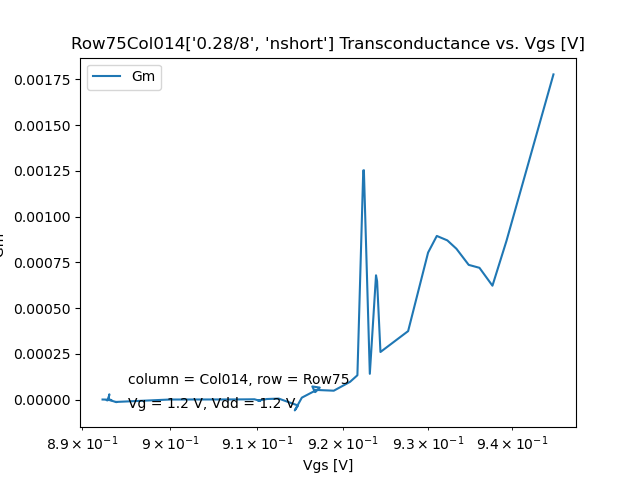 Row75Col014['0.28/8', 'nshort'] Transconductance vs. Vgs [V]
Gm
0.00175
0.00150
0.00125
0.00100
0.00075
0.00050
0.00025
0.00000
Gm
column = Col014, row = Row75
Vg = 1.2 V, Vdd = 1.2 V
8.9 × 10⁻¹ 9 × 10⁻¹ 9.1 × 10⁻¹ 9.2 × 10⁻¹ 9.3 × 10⁻¹ 9.4 × 10⁻¹
Vgs [V]